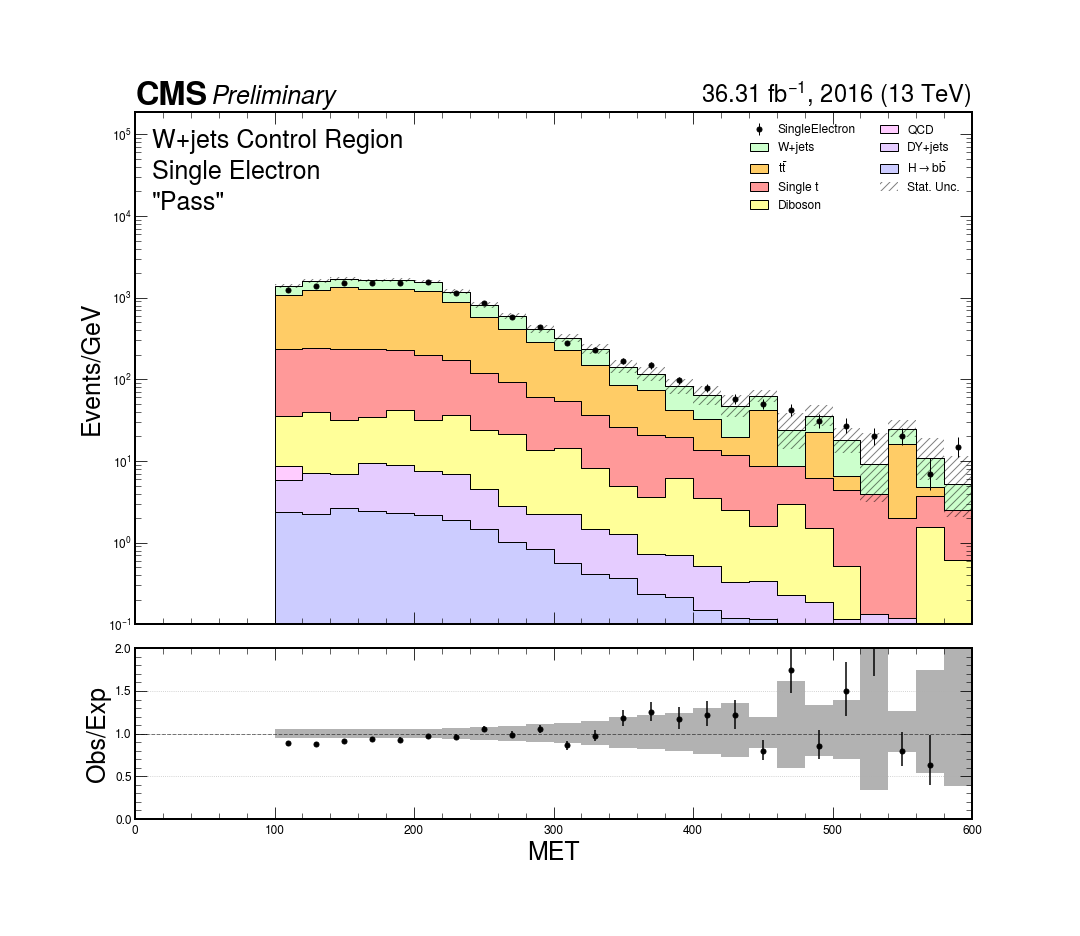 CMS Preliminary 36.31 fb⁻¹, 2016 (13 TeV)
W+jets Control Region
Single Electron
"Pass"
SingleElectron
W+jets
tt̄
Single t
Diboson
QCD
DY+jets
H→bb̄
Stat. Unc.
Events/GeV
10⁵
10⁴
10³
10²
10¹
10⁰
10⁻¹
Obs/Exp
2.0
1.5
1.0
0.5
0.0
0 100 200 300 400 500 600
MET